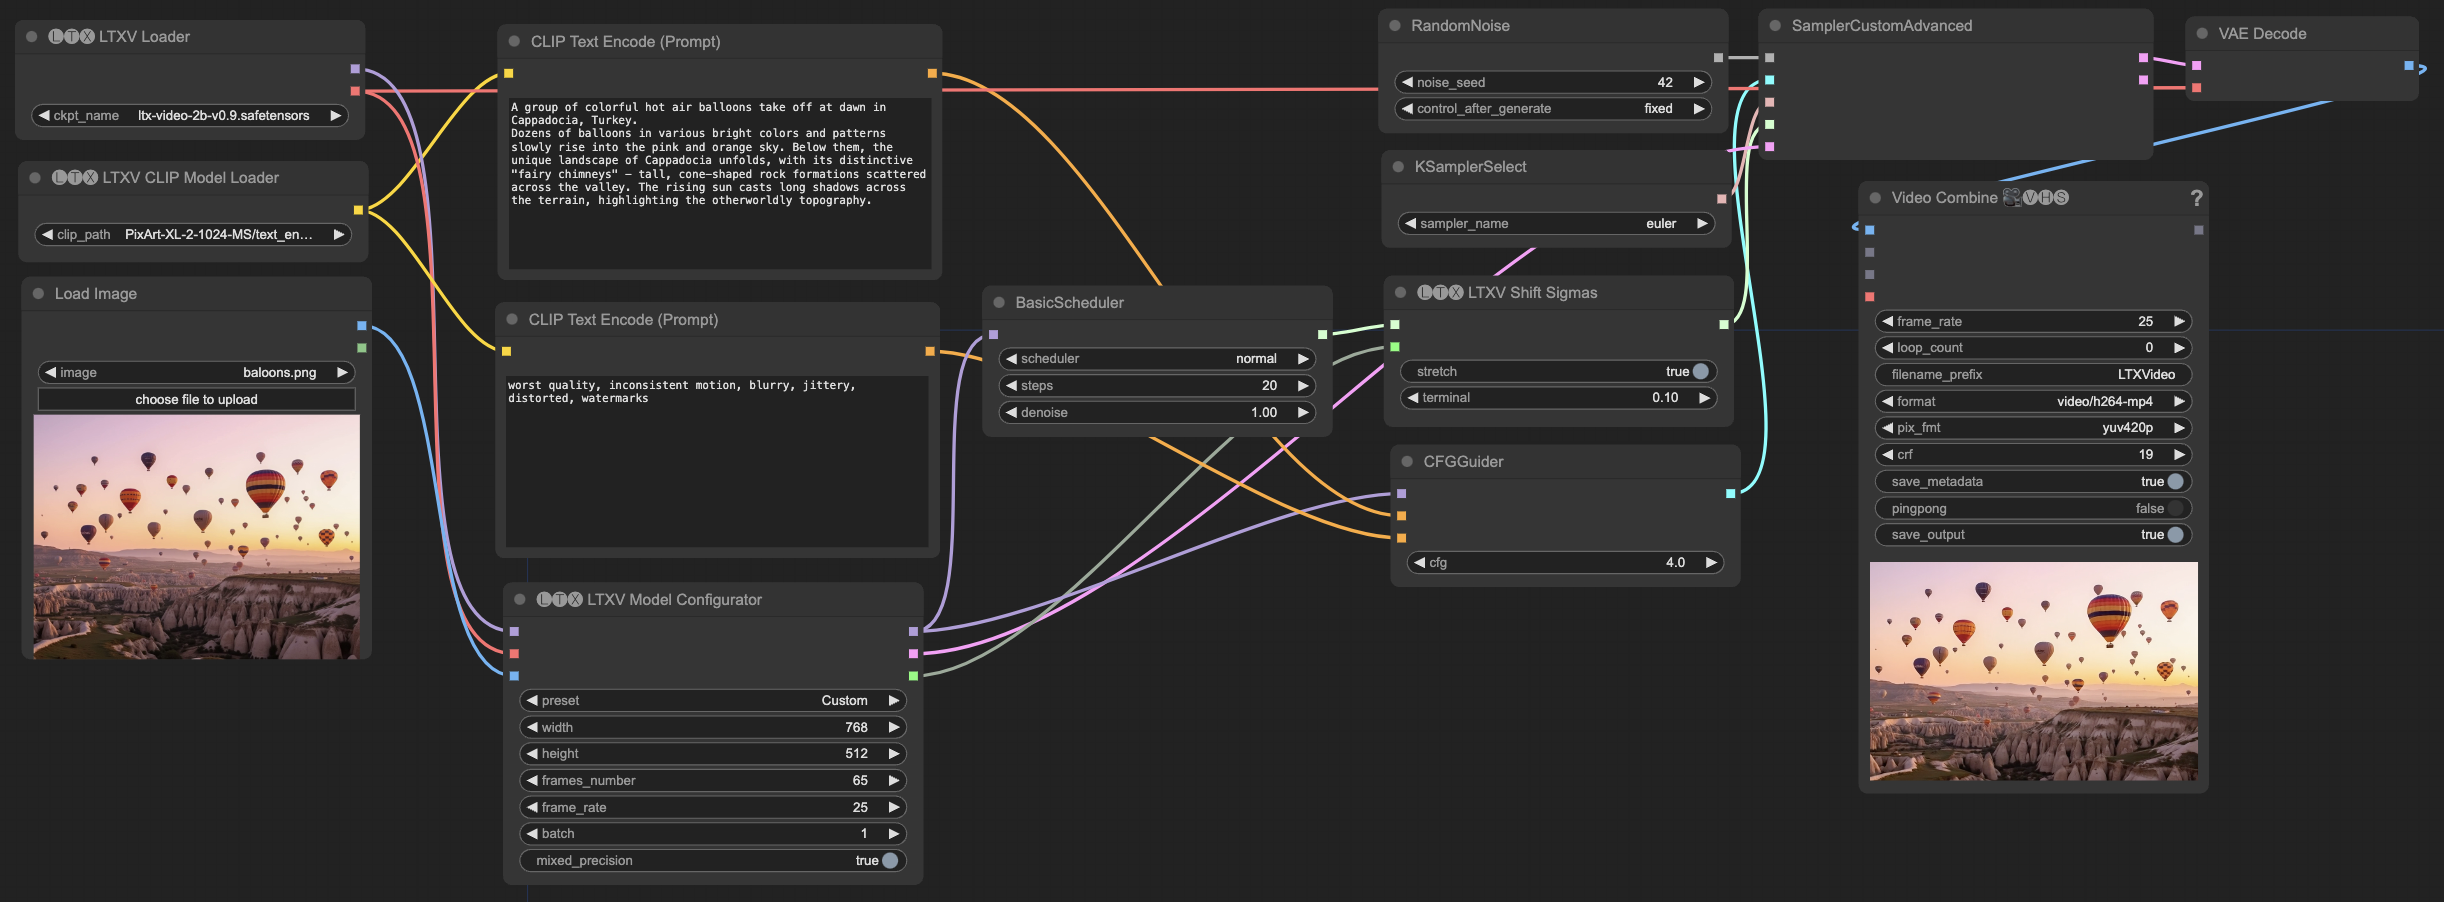 LTX LTXV Loader
ckpt_name ltx-video-2b-v0.9.safetensors
LTX LTXV CLIP Model Loader
clip_path PixArt-XL-2-1024-MS/text_en...
Load Image
image baloons.png
choose file to upload
CLIP Text Encode (Prompt)
A group of colorful hot air balloons take off at dawn in
Cappadocia, Turkey.
Dozens of balloons in various bright colors and patterns
slowly rise into the pink and orange sky. Below them, the
unique landscape of Cappadocia unfolds, with its distinctive
"fairy chimneys" – tall, cone-shaped rock formations scattered
across the valley. The rising sun casts long shadows across
the terrain, highlighting the otherworldly topography.
CLIP Text Encode (Prompt)
worst quality, inconsistent motion, blurry, jittery,
distorted, watermarks
LTX LTXV Model Configurator
preset Custom
width 768
height 512
frames_number 65
frame_rate 25
batch 1
mixed_precision true
BasicScheduler
scheduler normal
steps 20
denoise 1.00
RandomNoise
noise_seed 42
control_after_generate fixed
KSamplerSelect
sampler_name euler
LTX LTXV Shift Sigmas
stretch true
terminal 0.10
CFGGuider
cfg 4.0
SamplerCustomAdvanced
VAE Decode
Video Combine VHS ?
frame_rate 25
loop_count 0
filename_prefix LTXVideo
format video/h264-mp4
pix_fmt yuv420p
crf 19
save_metadata true
pingpong false
save_output true